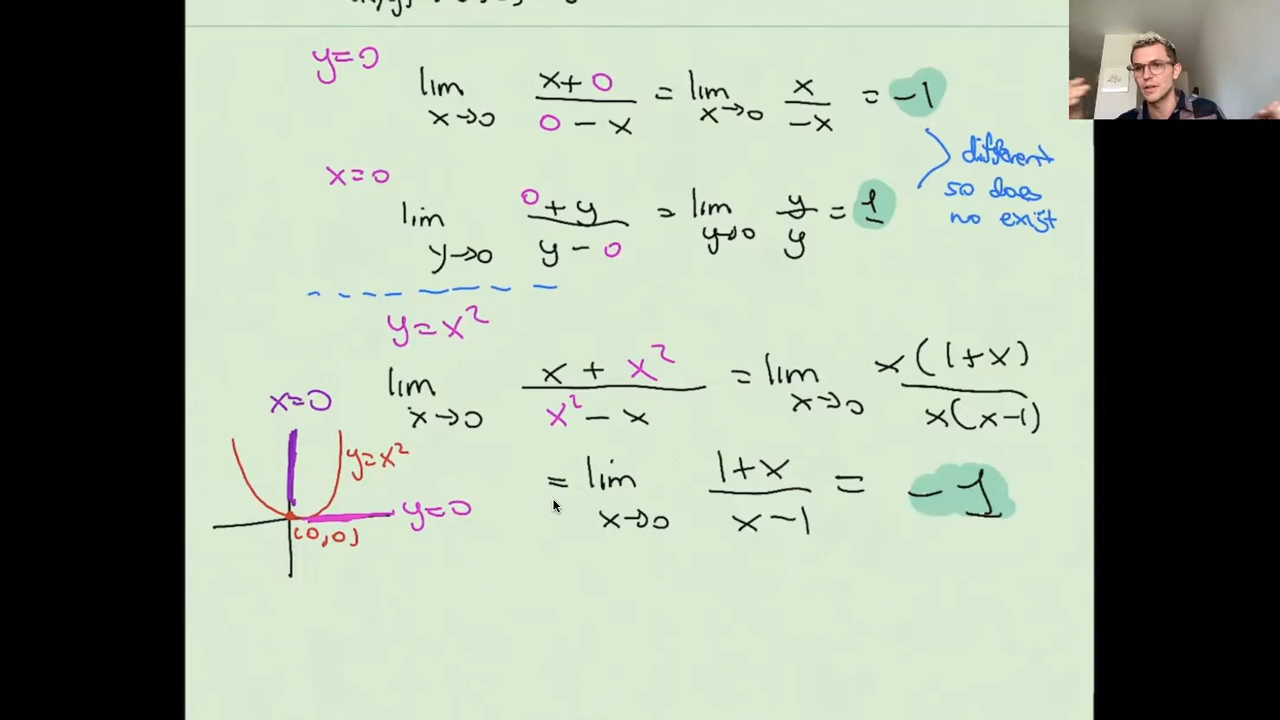 y=0
lim x→0 x+0 / 0-x = lim x→0 x / -x = -1
different
so does
no exist
x=0
lim y→0 0+y / y-0 = lim y→0 y / y = 1
y=x²
lim x→0 x+x² / x²-x = lim x→0 x(1+x) / x(x-1)
= lim x→0 1+x / x-1 = -1
x=0
y=x²
y=0
(0,0)